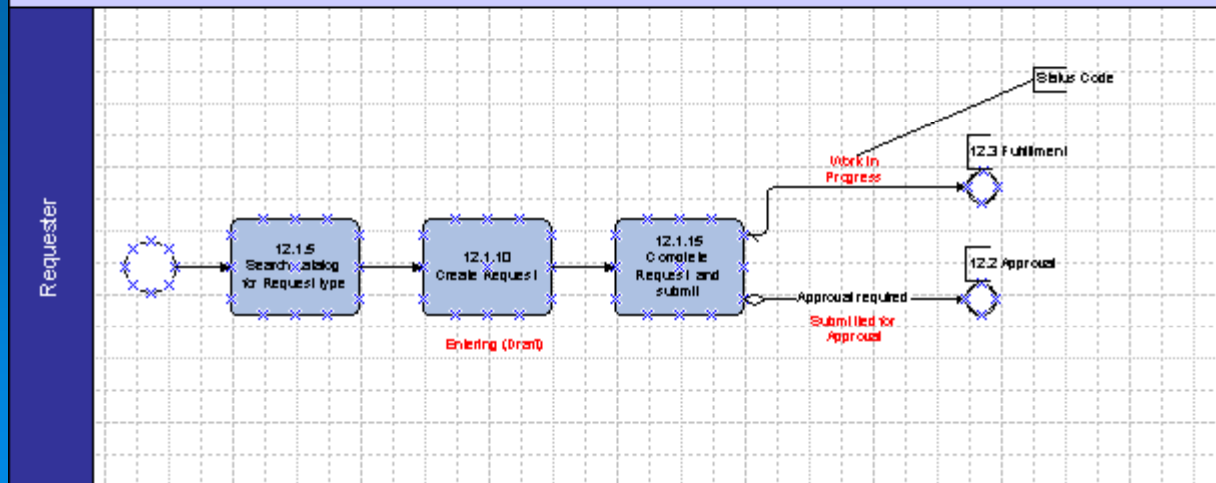 Requester
12.1.5
Search Catalog
for Request type
12.1.10
Create Request
Entering (Draft)
12.1.15
Complete
Request and
submit
Status Code
Work in
Progress
12.3 Fulfillment
12.2 Approval
Approval required
Submitted for
Approval